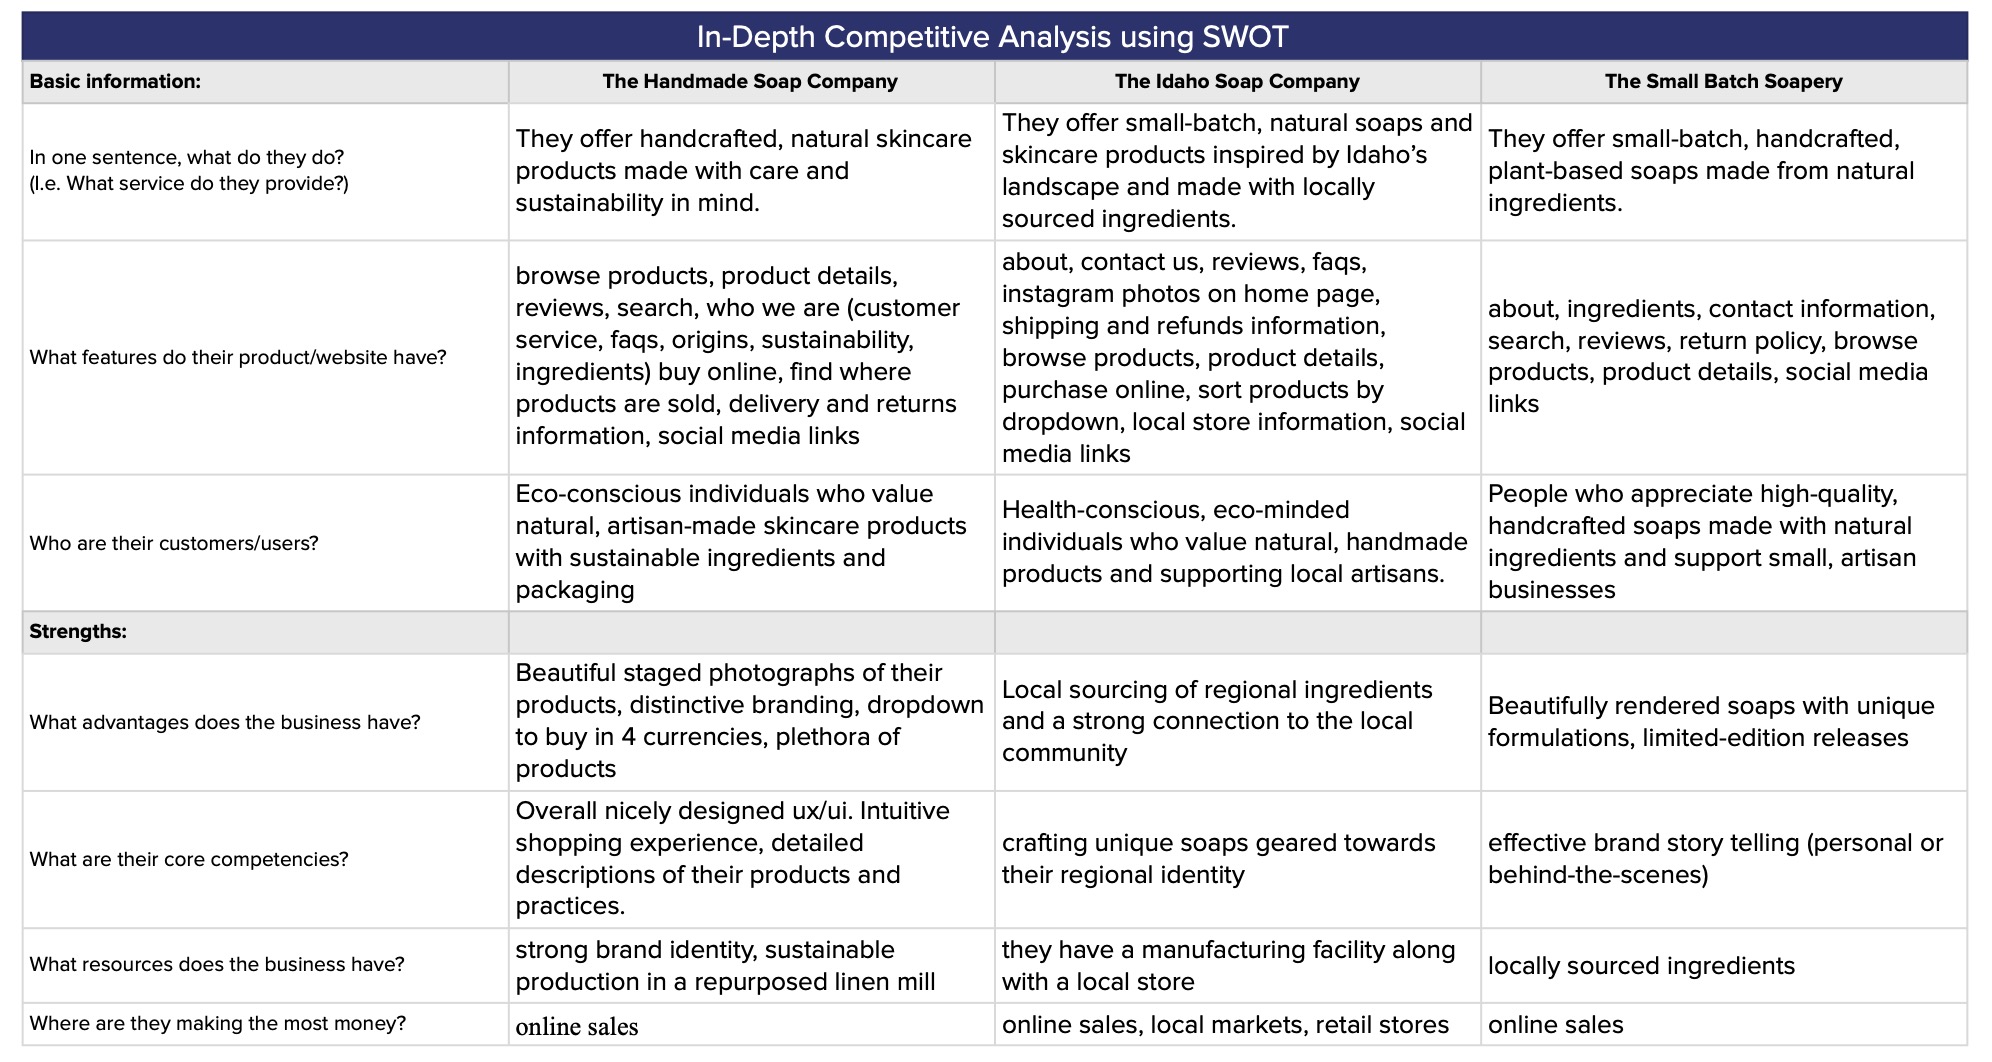 In-Depth Competitive Analysis using SWOT
Basic information:
The Handmade Soap Company
The Idaho Soap Company
The Small Batch Soapery
In one sentence, what do they do?
(I.e. What service do they provide?)
They offer handcrafted, natural skincare
products made with care and
sustainability in mind.
They offer small-batch, natural soaps and
skincare products inspired by Idaho’s
landscape and made with locally
sourced ingredients.
They offer small-batch, handcrafted,
plant-based soaps made from natural
ingredients.
What features do their product/website have?
browse products, product details,
reviews, search, who we are (customer
service, faqs, origins, sustainability,
ingredients) buy online, find where
products are sold, delivery and returns
information, social media links
about, contact us, reviews, faqs,
instagram photos on home page,
shipping and refunds information,
browse products, product details,
purchase online, sort products by
dropdown, local store information, social
media links
about, ingredients, contact information,
search, reviews, return policy, browse
products, product details, social media
links
Who are their customers/users?
Eco-conscious individuals who value
natural, artisan-made skincare products
with sustainable ingredients and
packaging
Health-conscious, eco-minded
individuals who value natural, handmade
products and supporting local artisans.
People who appreciate high-quality,
handcrafted soaps made with natural
ingredients and support small, artisan
businesses
Strengths:
What advantages does the business have?
Beautiful staged photographs of their
products, distinctive branding, dropdown
to buy in 4 currencies, plethora of
products
Local sourcing of regional ingredients
and a strong connection to the local
community
Beautifully rendered soaps with unique
formulations, limited-edition releases
What are their core competencies?
Overall nicely designed ux/ui. Intuitive
shopping experience, detailed
descriptions of their products and
practices.
crafting unique soaps geared towards
their regional identity
effective brand story telling (personal or
behind-the-scenes)
What resources does the business have?
strong brand identity, sustainable
production in a repurposed linen mill
they have a manufacturing facility along
with a local store
locally sourced ingredients
Where are they making the most money?
online sales
online sales, local markets, retail stores
online sales